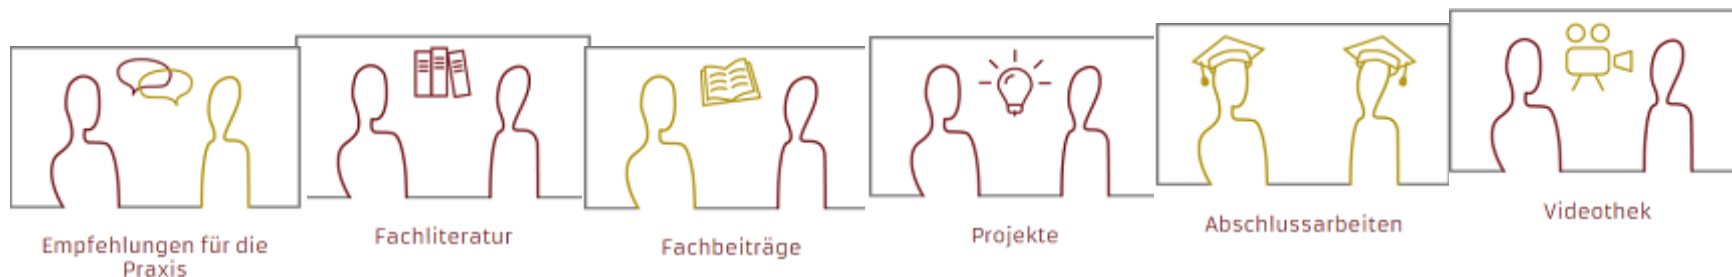 Empfehlungen für die
Praxis
Fachliteratur
Fachbeiträge
Projekte
Abschlussarbeiten
Videothek